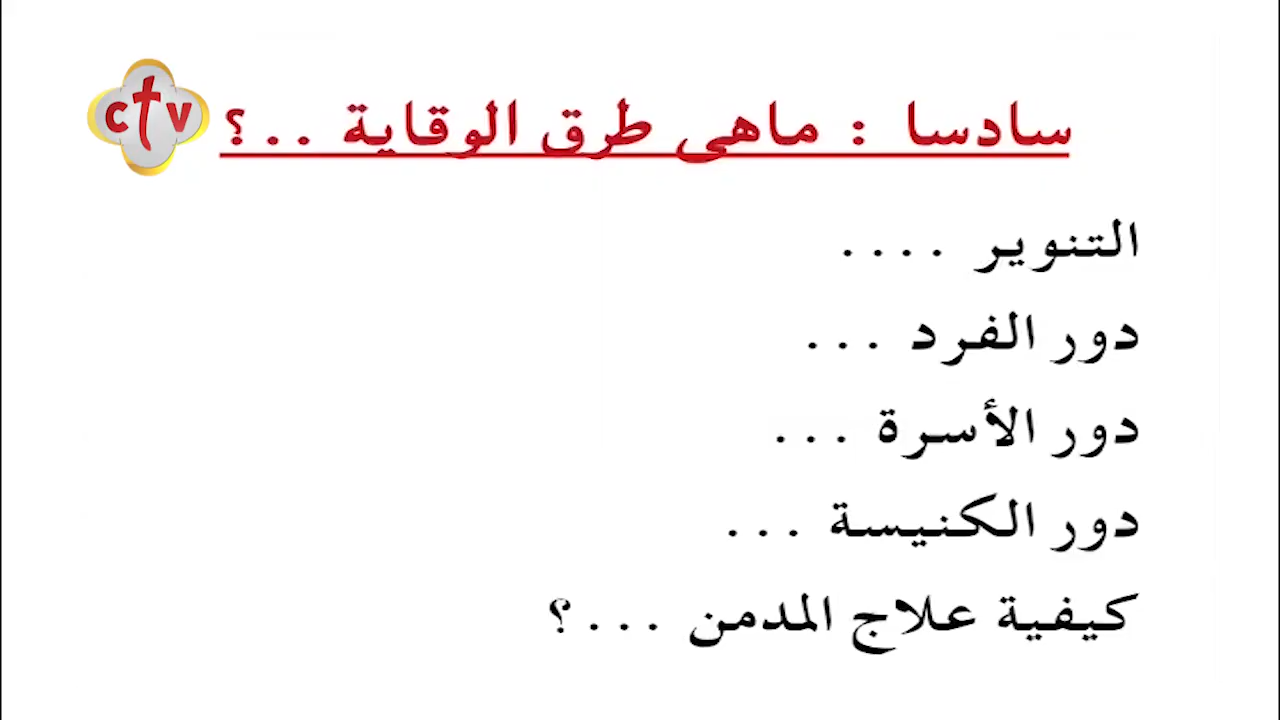 ctv
سادسا : ماهى طرق الوقاية ..؟
التنوير ....
دور الفرد ...
دور الأسرة ...
دور الكنيسة ...
كيفية علاج المدمن ...؟